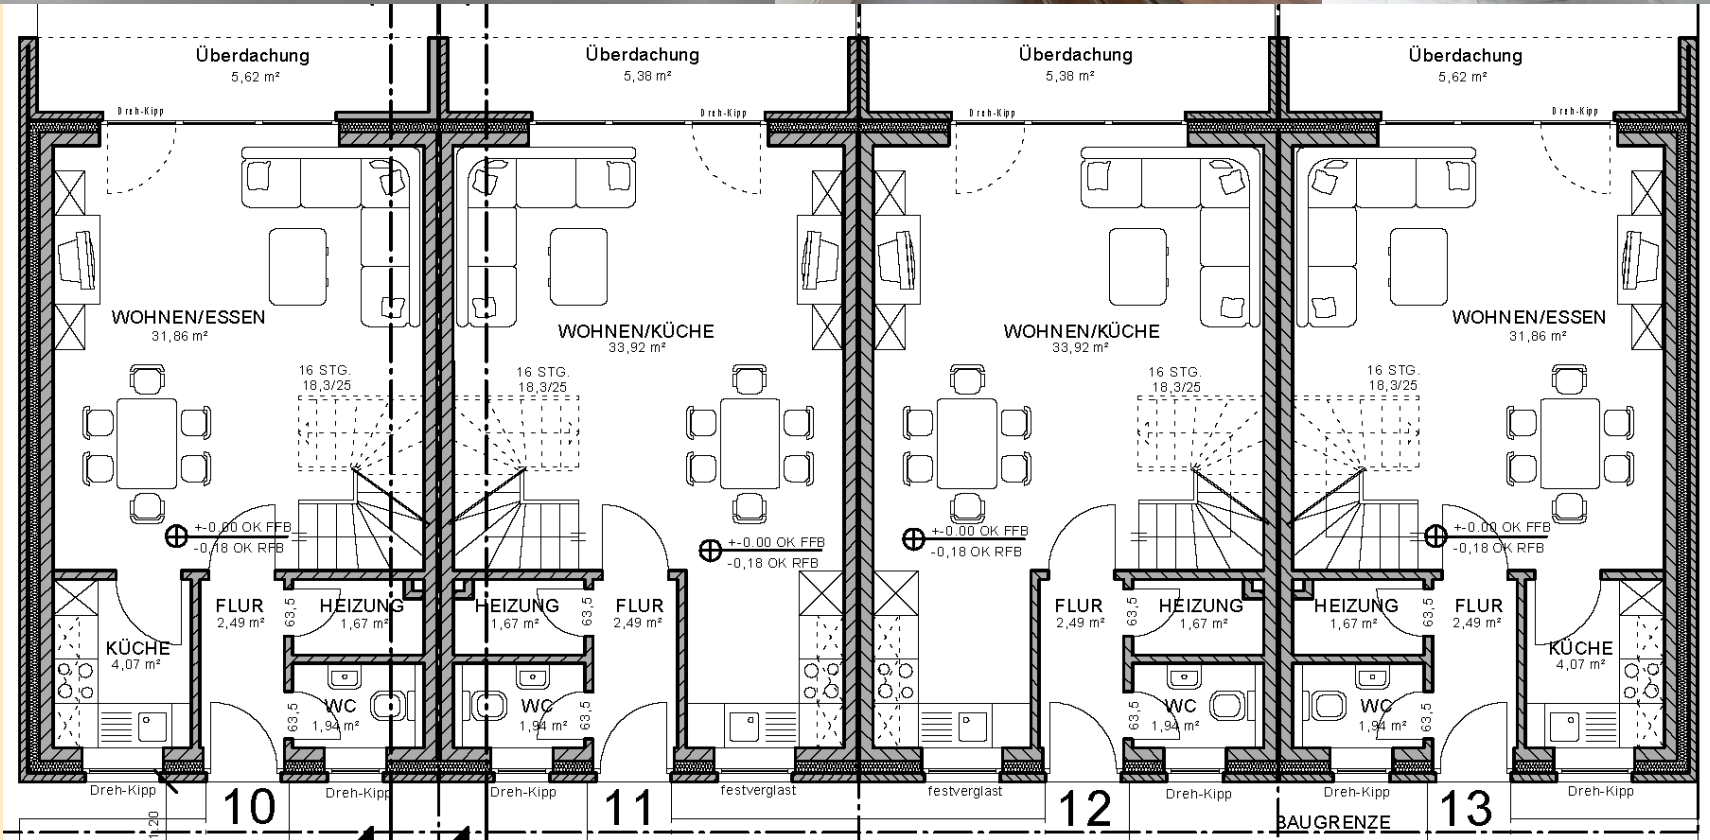 Überdachung
5,62 m²
Überdachung
5,38 m²
Überdachung
5,38 m²
Überdachung
5,62 m²
Dreh-Kipp
Dreh-Kipp
Dreh-Kipp
Dreh-Kipp
WOHNEN/ESSEN
31,86 m²
WOHNEN/KÜCHE
33,92 m²
WOHNEN/KÜCHE
33,92 m²
WOHNEN/ESSEN
31,86 m²
16 STG.
18,3/25
16 STG.
18,3/25
16 STG.
18,3/25
16 STG.
18,3/25
+-0.00 OK FFB
-0,18 OK RFB
+-0.00 OK FFB
-0,18 OK RFB
+-0.00 OK FFB
-0,18 OK RFB
+-0.00 OK FFB
-0,18 OK RFB
FLUR
2,49 m²
63,5
HEIZUNG
1,67 m²
HEIZUNG
1,67 m²
63,5
FLUR
2,49 m²
FLUR
2,49 m²
63,5
HEIZUNG
1,67 m²
HEIZUNG
1,67 m²
63,5
FLUR
2,49 m²
KÜCHE
4,07 m²
KÜCHE
4,07 m²
63,5
WC
1,94 m²
WC
1,94 m²
63,5
63,5
WC
1,94 m²
WC
1,94 m²
63,5
Dreh-Kipp
Dreh-Kipp
Dreh-Kipp
festverglast
festverglast
Dreh-Kipp
Dreh-Kipp
Dreh-Kipp
10
11
12
13
BAUGRENZE